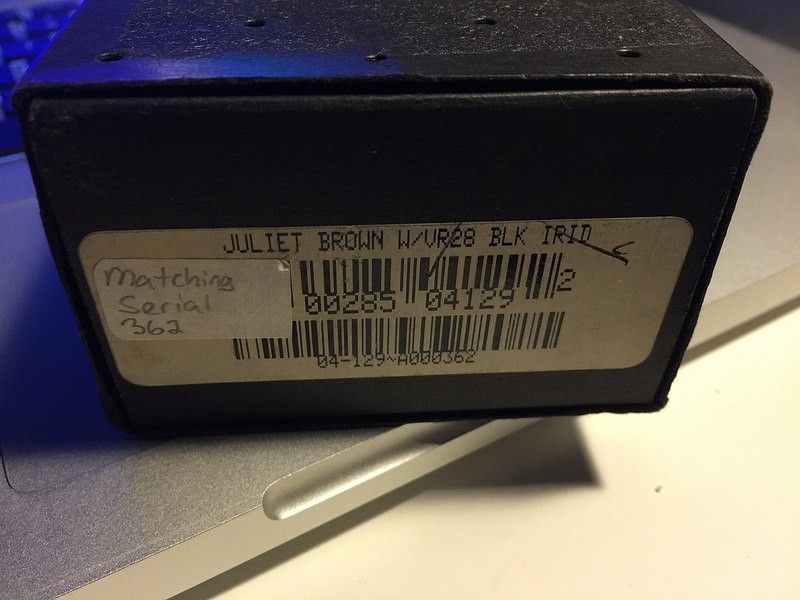 JULIET BROWN W/VR28 BLK IRID
Matching
Serial
362
00285 04129 2
04-129~A000362